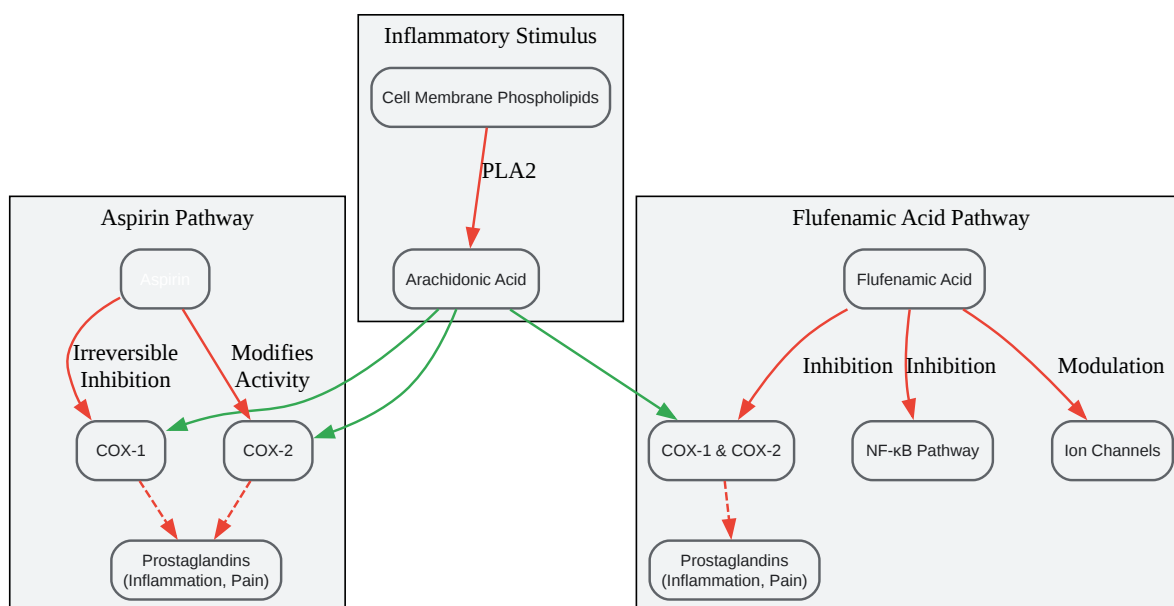 Inflammatory Stimulus
Cell Membrane Phospholipids
PLA2
Arachidonic Acid
Aspirin Pathway
Aspirin
Irreversible
Inhibition
Modifies
Activity
COX-1
COX-2
Prostaglandins
(Inflammation, Pain)
Flufenamic Acid Pathway
Flufenamic Acid
Inhibition
Inhibition
Modulation
COX-1 & COX-2
NF-κB Pathway
Ion Channels
Prostaglandins
(Inflammation, Pain)